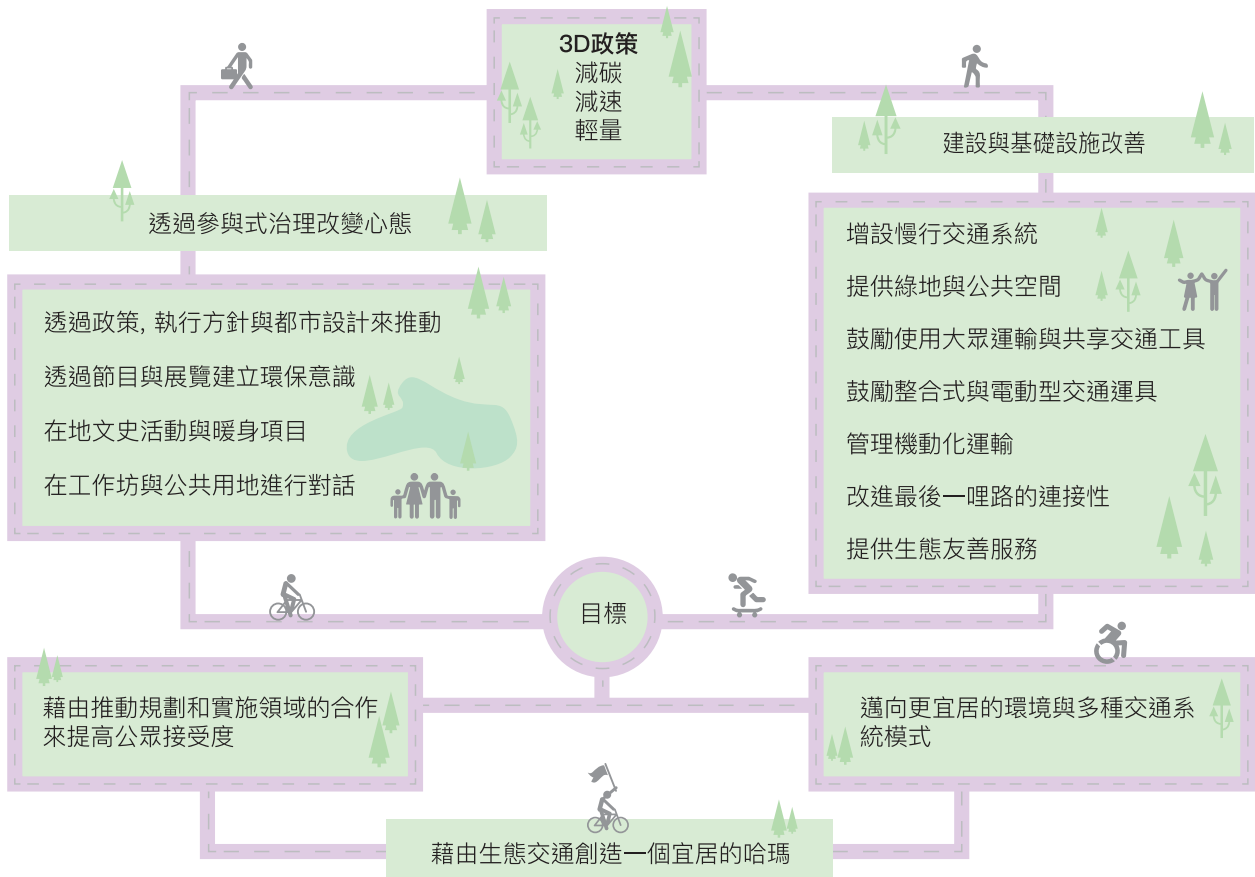 3D政策
減碳
減速
輕量
透過參與式治理改變心態
透過政策, 執行方針與都市設計來推動
透過節目與展覽建立環保意識
在地文史活動與暖身項目
在工作坊與公共用地進行對話
建設與基礎設施改善
增設慢行交通系統
提供綠地與公共空間
鼓勵使用大眾運輸與共享交通工具
鼓勵整合式與電動型交通運具
管理機動化運輸
改進最後一哩路的連接性
提供生態友善服務
目標
藉由推動規劃和實施領域的合作
來提高公眾接受度
邁向更宜居的環境與多種交通系
統模式
藉由生態交通創造一個宜居的哈瑪